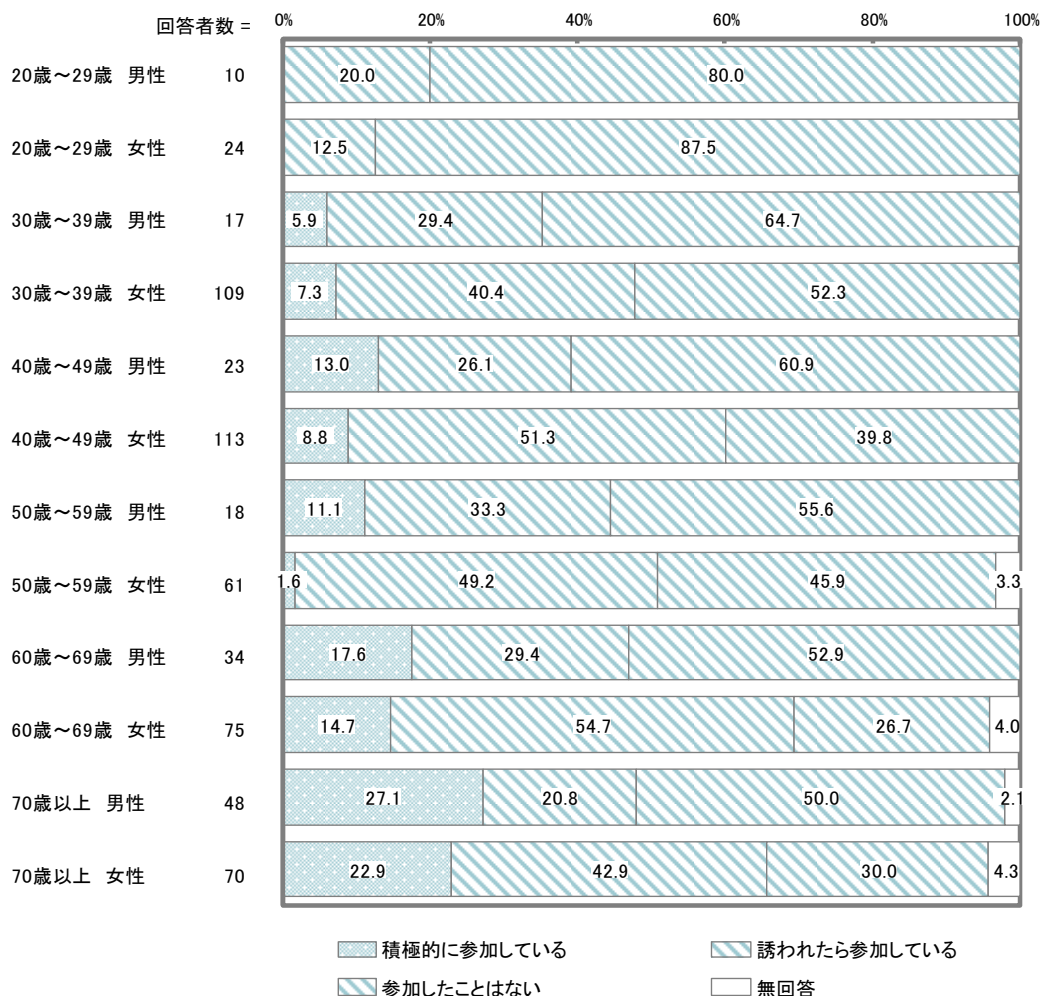 回答者数 = 0% 20% 40% 60% 80% 100%
20歳～29歳 男性 10 20.0 80.0
20歳～29歳 女性 24 12.5 87.5
30歳～39歳 男性 17 5.9 29.4 64.7
30歳～39歳 女性 109 7.3 40.4 52.3
40歳～49歳 男性 23 13.0 26.1 60.9
40歳～49歳 女性 113 8.8 51.3 39.8
50歳～59歳 男性 18 11.1 33.3 55.6
50歳～59歳 女性 61 1.6 49.2 45.9 3.3
60歳～69歳 男性 34 17.6 29.4 52.9
60歳～69歳 女性 75 14.7 54.7 26.7 4.0
70歳以上 男性 48 27.1 20.8 50.0 2.1
70歳以上 女性 70 22.9 42.9 30.0 4.3
積極的に参加している 誘われたら参加している
参加したことはない 無回答